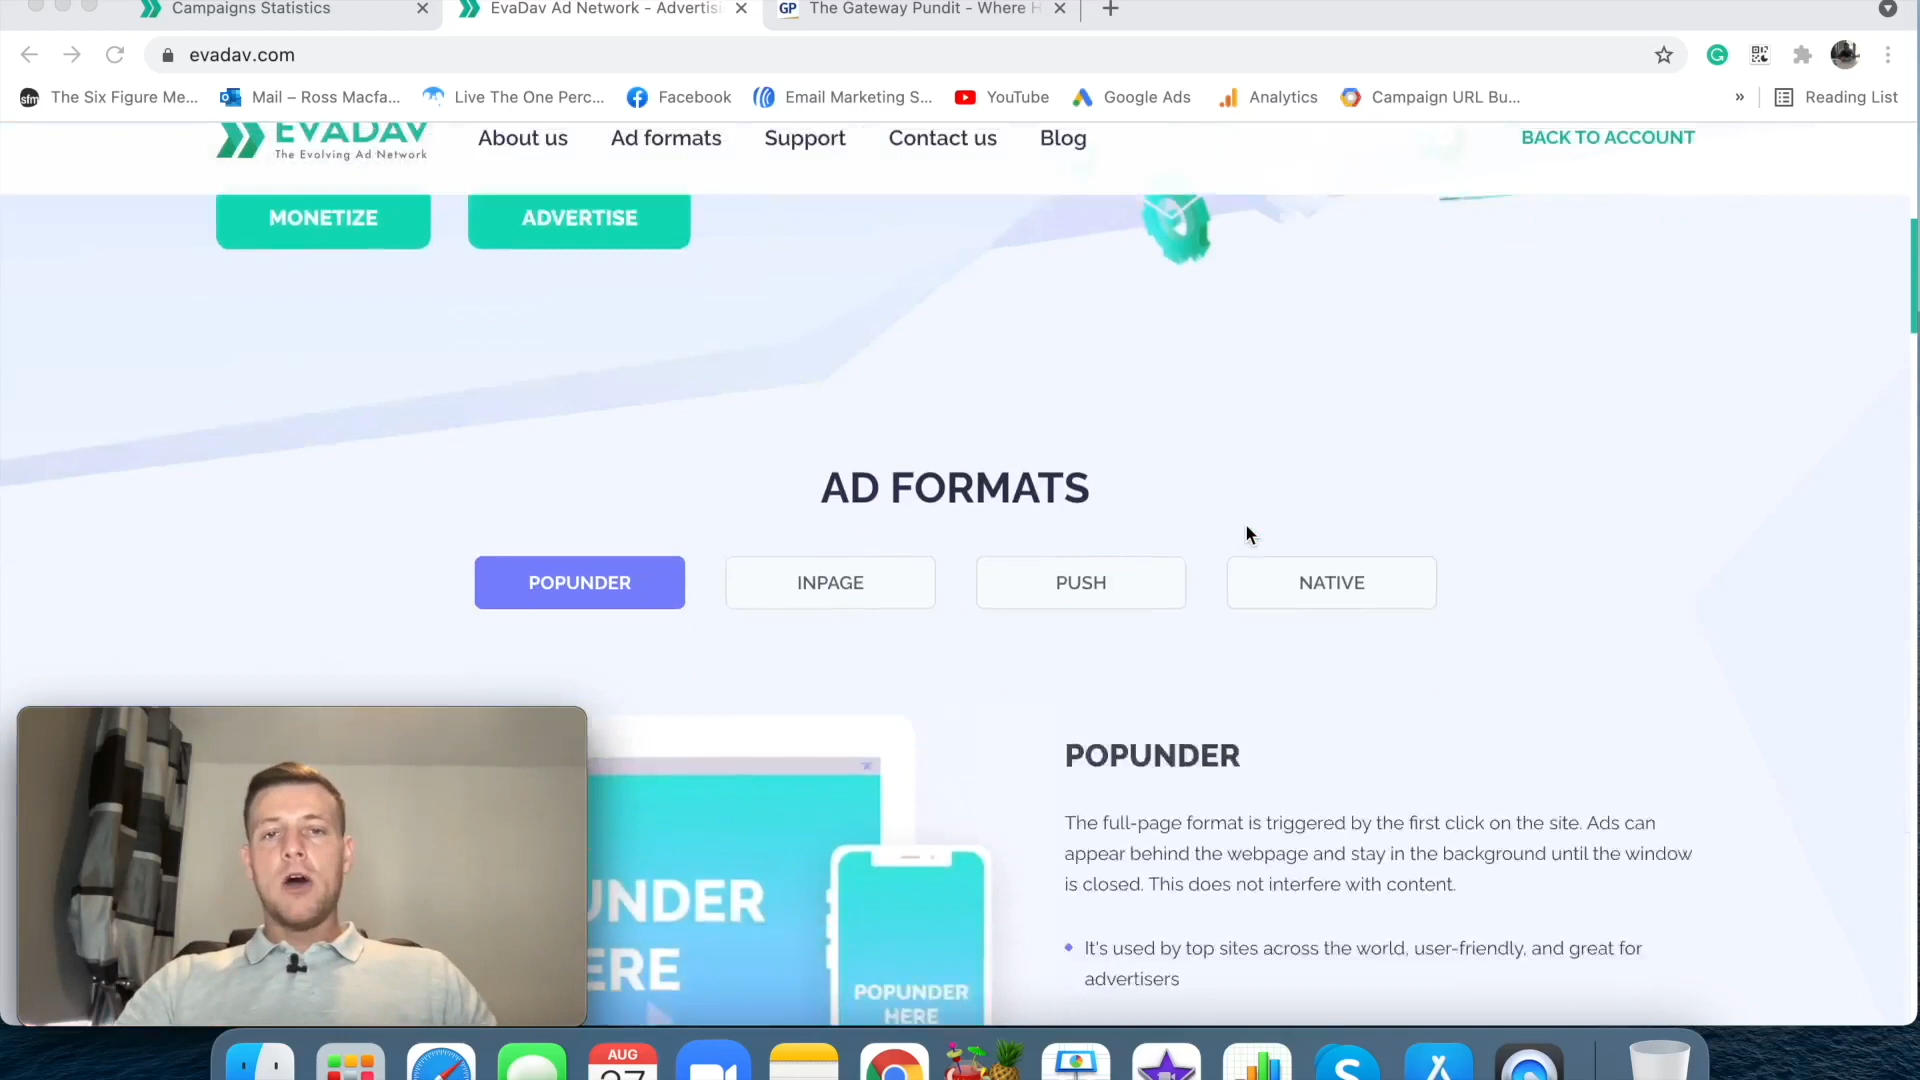 Campaigns Statistics
EvaDav Ad Network - Advertisi
GP The Gateway Pundit - Where H
evadav.com
sfm The Six Figure Me...
Mail – Ross Macfa...
Live The One Perc...
Facebook
Email Marketing S...
YouTube
Google Ads
Analytics
Campaign URL Bu...
»
Reading List
EVADAV
The Evolving Ad Network
About us
Ad formats
Support
Contact us
Blog
BACK TO ACCOUNT
MONETIZE
ADVERTISE
AD FORMATS
POPUNDER
INPAGE
PUSH
NATIVE
POPUNDER
The full-page format is triggered by the first click on the site. Ads can
appear behind the webpage and stay in the background until the window
is closed. This does not interfere with content.
It's used by top sites across the world, user-friendly, and great for
advertisers
UNDER
ERE
POPUNDER
HERE
AUG
27